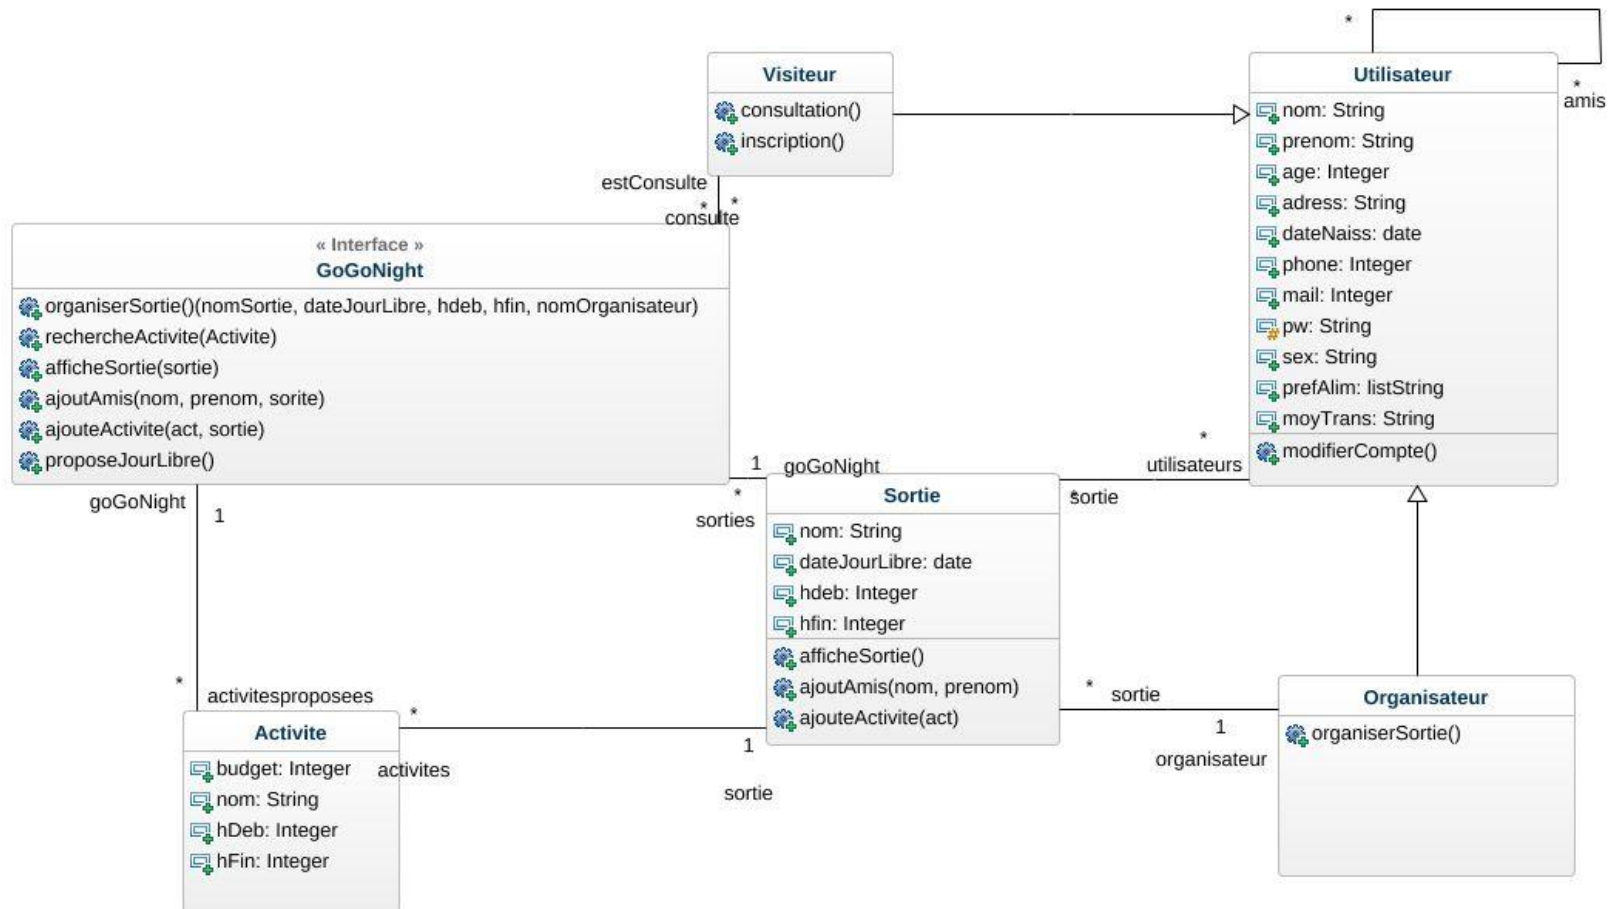 *
Visiteur
consultation()
inscription()
Utilisateur
*
amis
nom: String
prenom: String
age: Integer
adress: String
dateNaiss: date
phone: Integer
mail: Integer
pw: String
sex: String
prefAlim: listString
moyTrans: String
modifierCompte()
estConsulte
*
*
consulte
« Interface »
GoGoNight
organiserSortie()(nomSortie, dateJourLibre, hdeb, hfin, nomOrganisateur)
rechercheActivite(Activite)
afficheSortie(sortie)
ajoutAmis(nom, prenom, sorite)
ajouteActivite(act, sortie)
proposeJourLibre()
1
goGoNight
*
sorties
*
utilisateurs
*
sortie
goGoNight
1
Sortie
nom: String
dateJourLibre: date
hdeb: Integer
hfin: Integer
afficheSortie()
ajoutAmis(nom, prenom)
ajouteActivite(act)
*
sortie
1
organisateur
Organisateur
organiserSortie()
*
activitesproposees
*
activites
1
sortie
Activite
budget: Integer
nom: String
hDeb: Integer
hFin: Integer